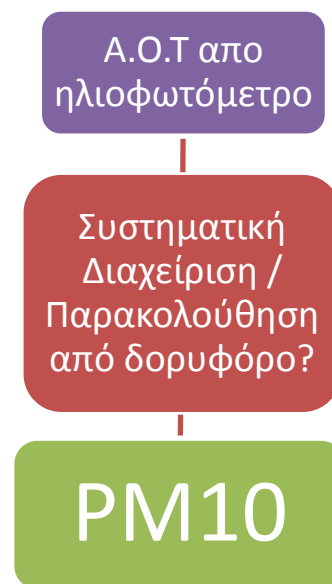 Α.Ο.Τ απο
ηλιοφωτόμετρο
Συστηματική
Διαχείριση /
Παρακολούθηση
από δορυφόρο?
PM10